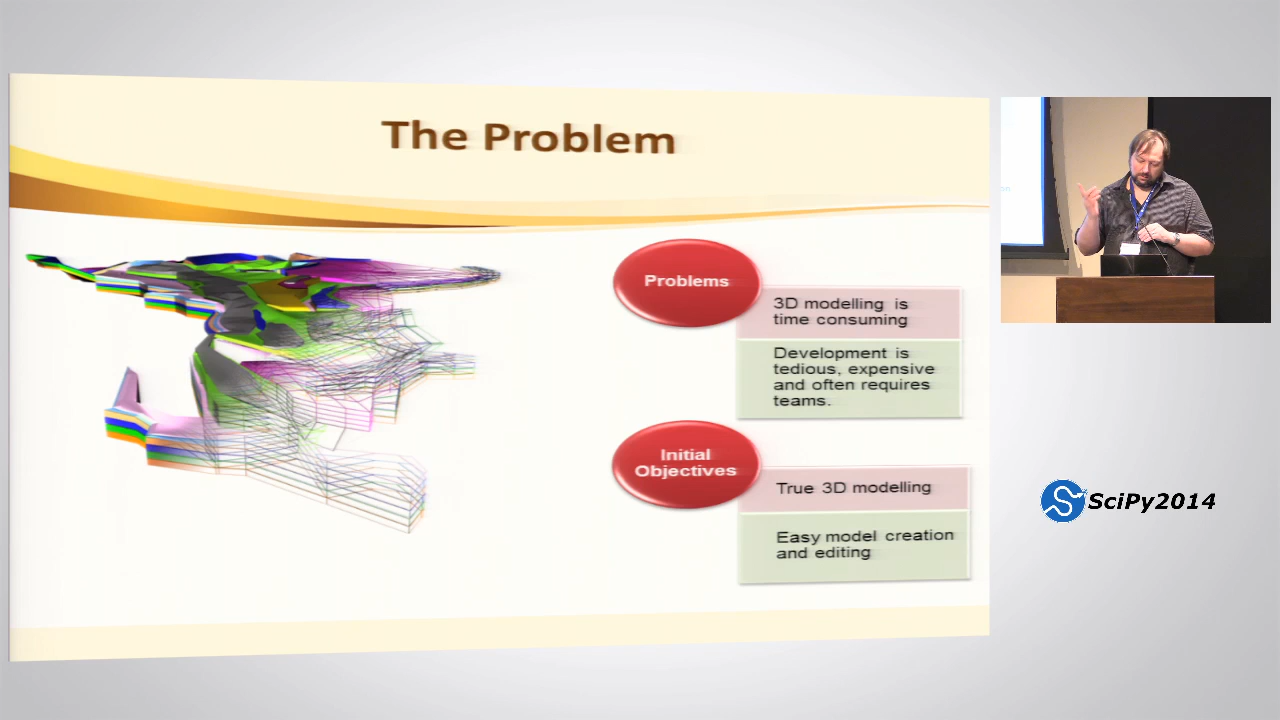 The Problem
Problems
3D modelling is
time consuming
Development is
tedious, expensive
and often requires
teams.
Initial
Objectives
True 3D modelling
Easy model creation
and editing
SciPy2014